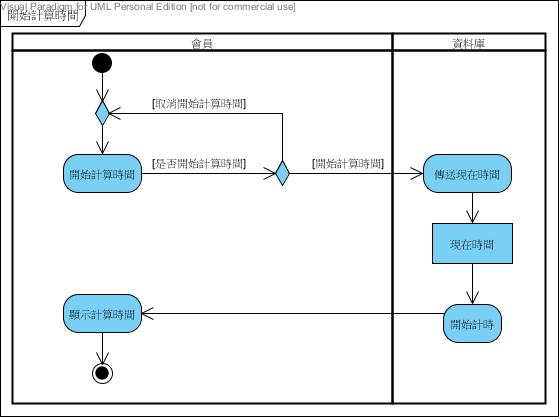 Visual Paradigm for UML Personal Edition [not for commercial use]
開始計算時間
會員
資料庫
[取消開始計算時間]
開始計算時間
[是否開始計算時間]
[開始計算時間]
傳送現在時間
現在時間
顯示計算時間
開始計時